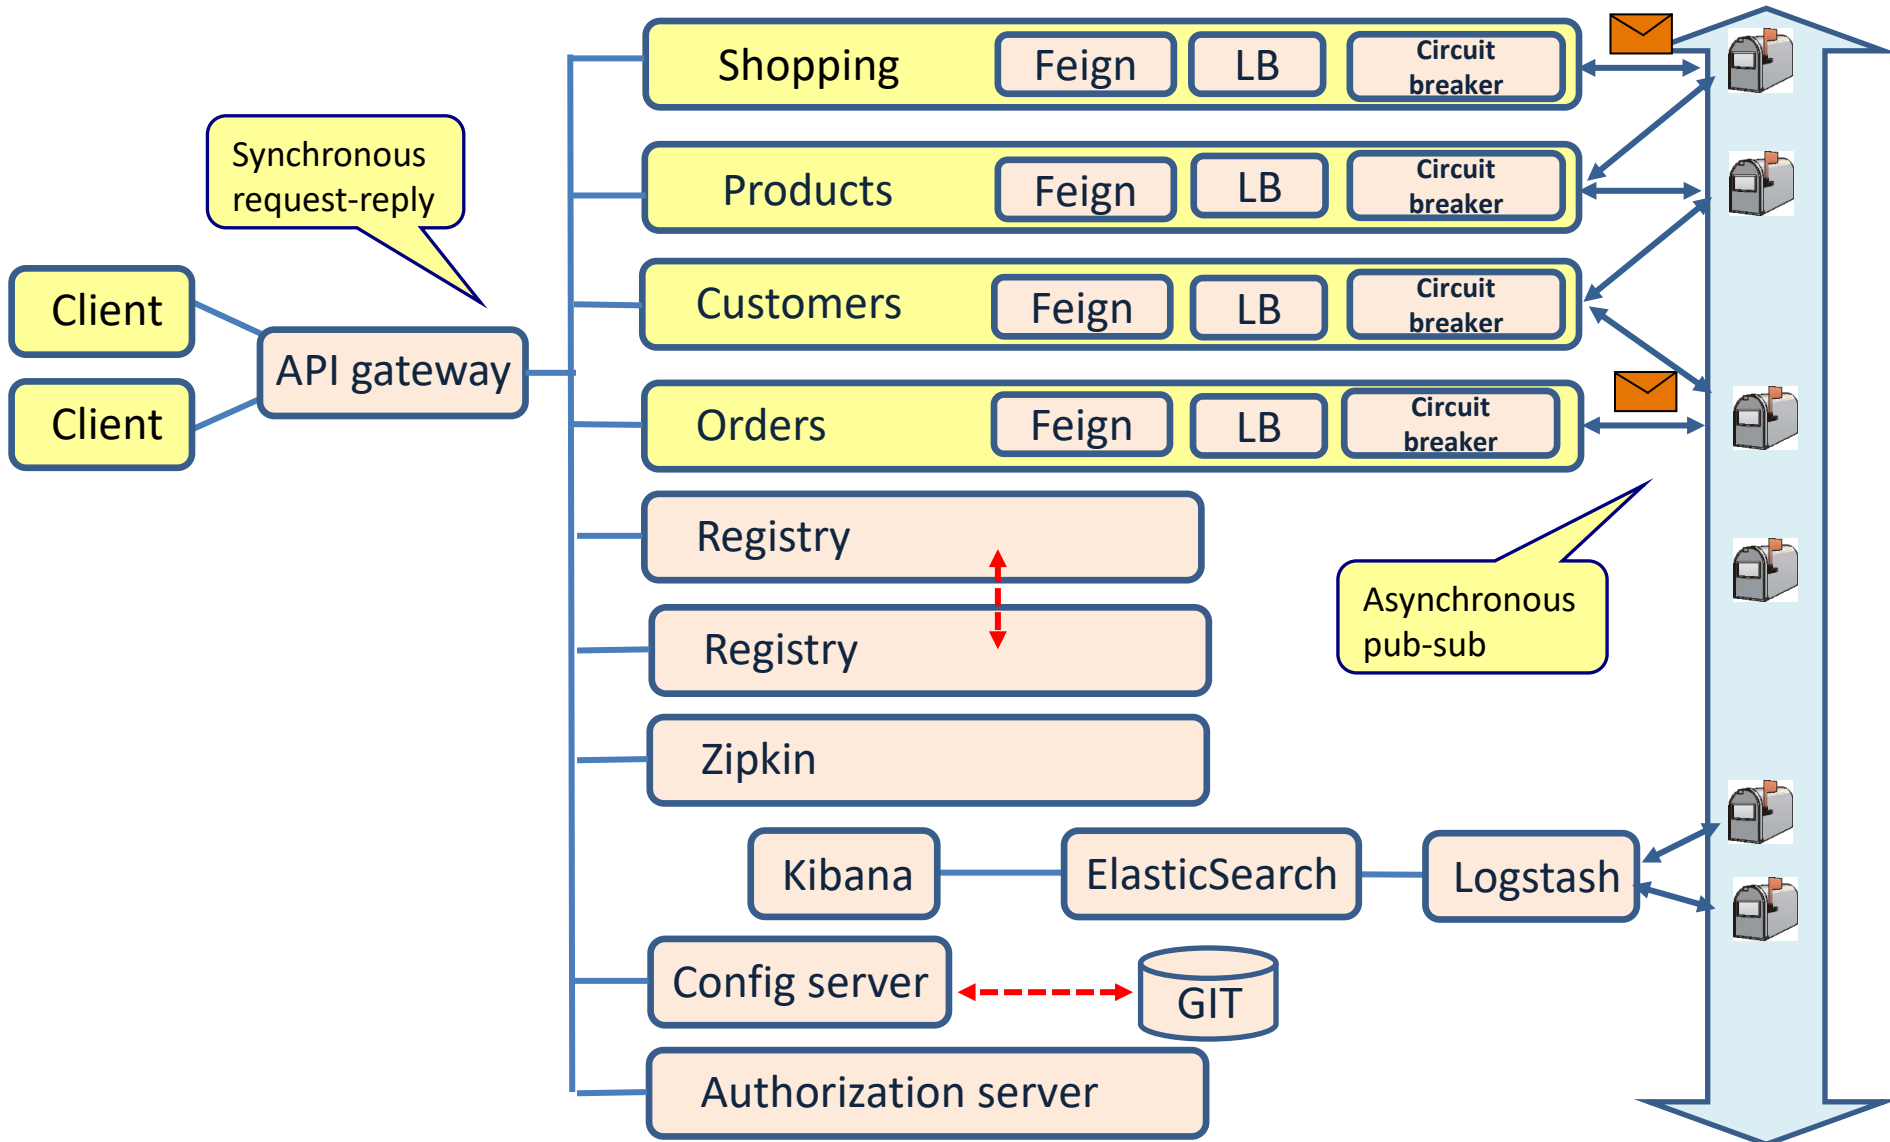 Shopping
Feign
LB
Circuit
breaker
Synchronous
request-reply
Products
Feign
LB
Circuit
breaker
Client
Customers
Feign
LB
Circuit
breaker
API gateway
Client
Orders
Feign
LB
Circuit
breaker
Registry
Asynchronous
pub-sub
Registry
Zipkin
Kibana
ElasticSearch
Logstash
Config server
GIT
Authorization server